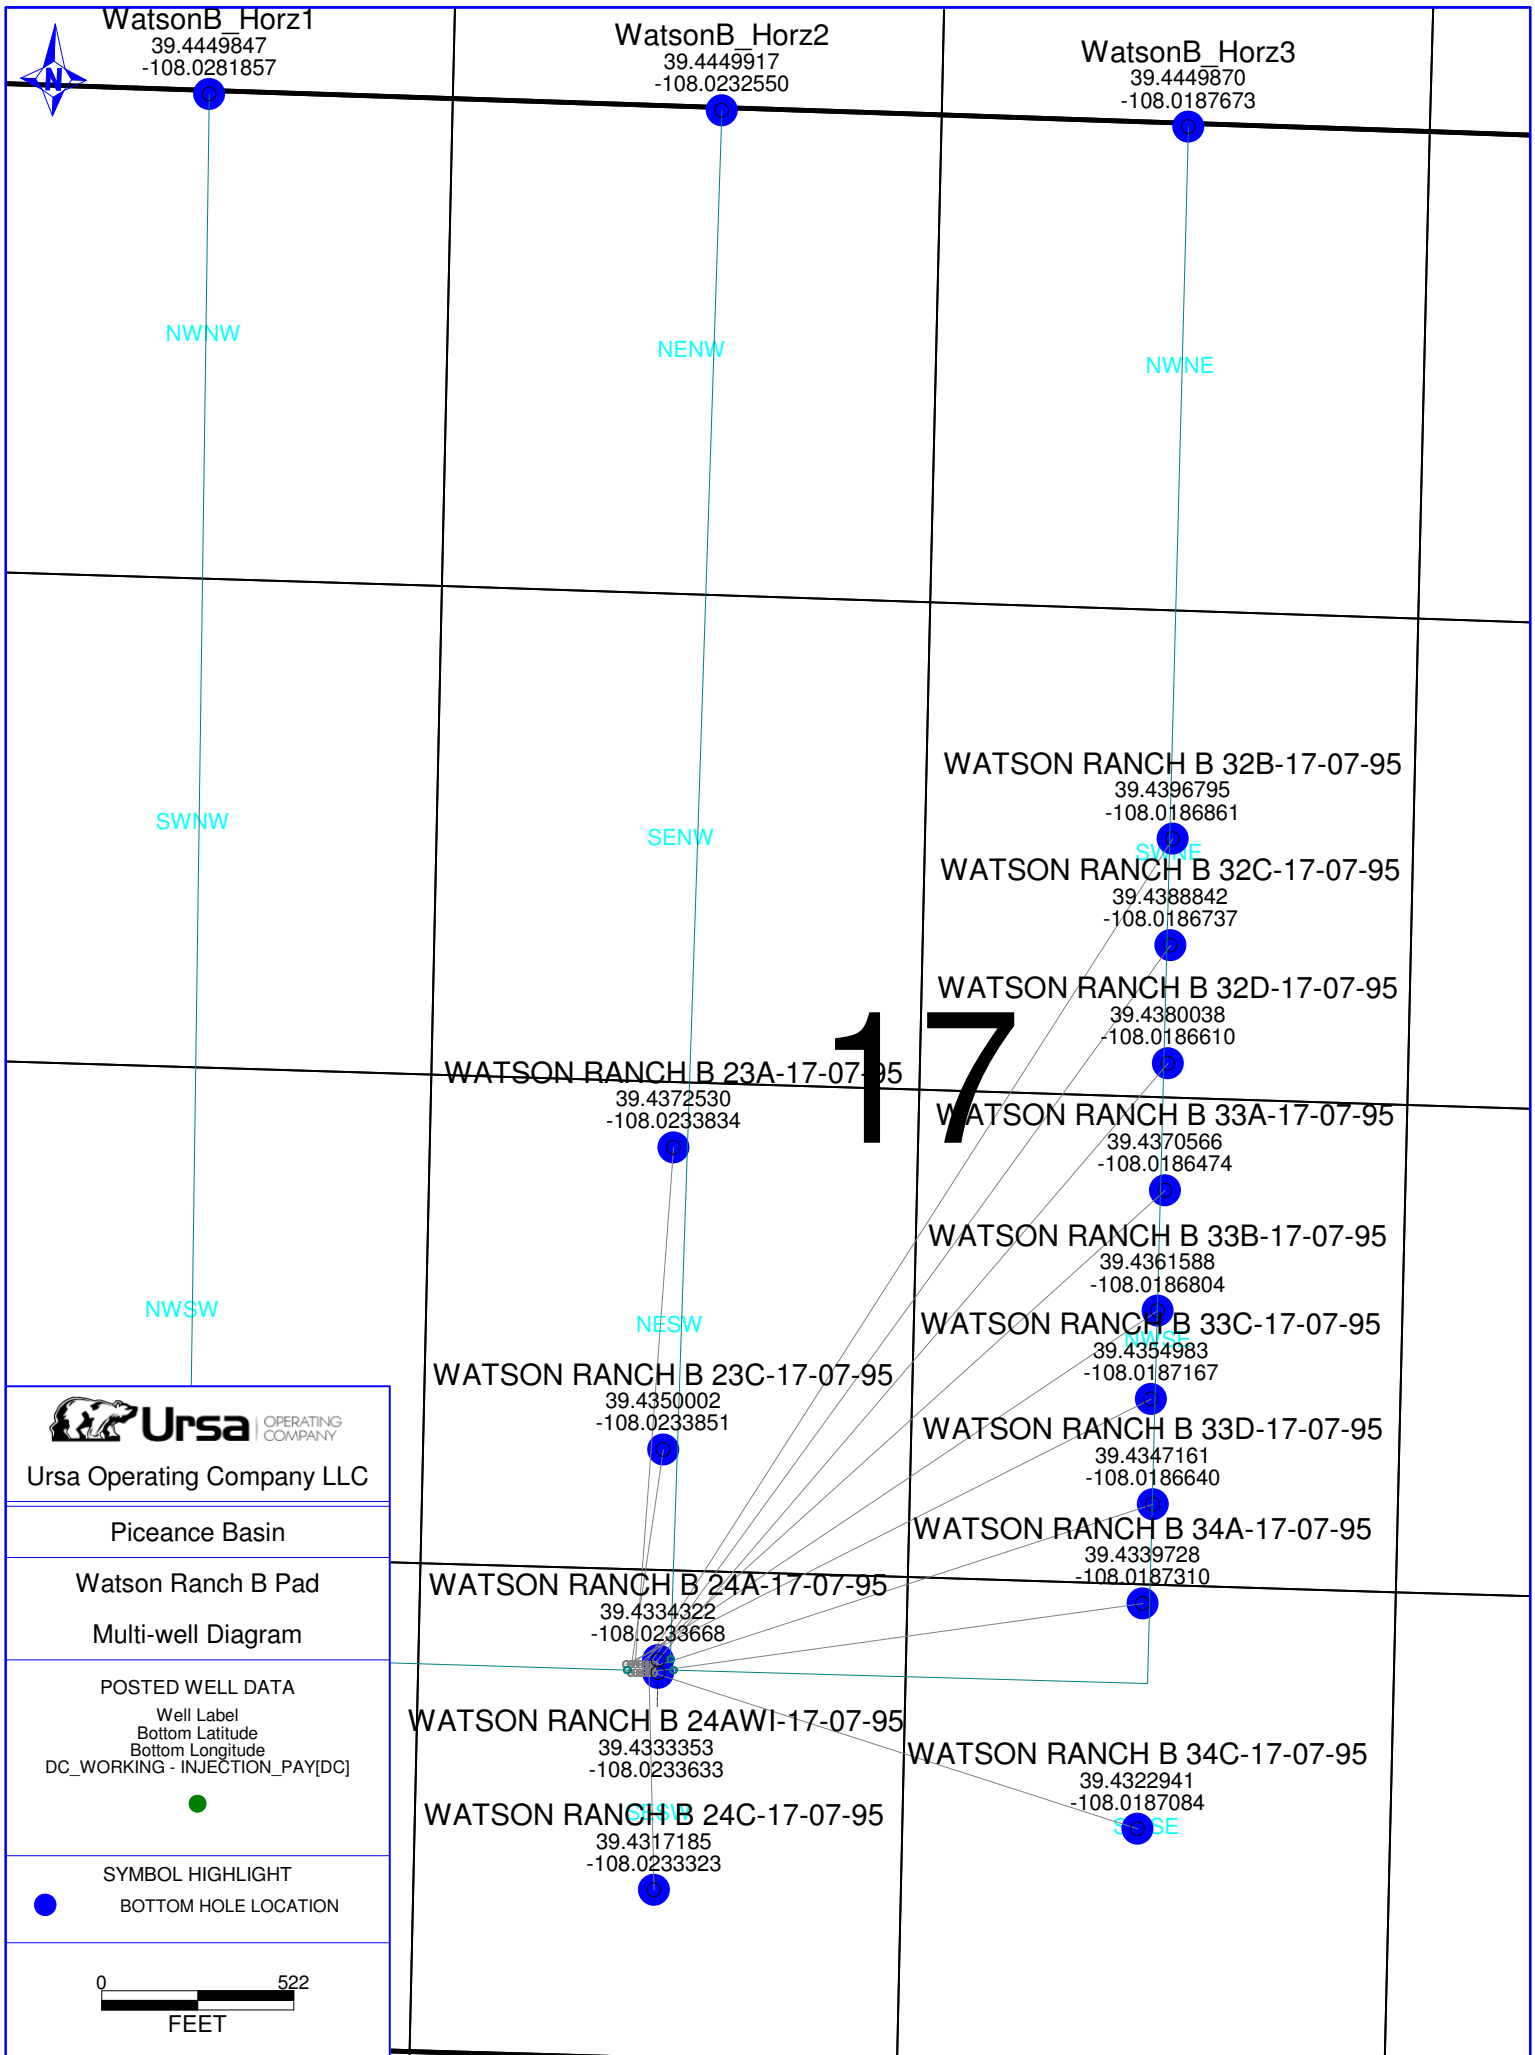 WatsonB_Horz1
39.4449847
-108.0281857
WatsonB_Horz2
39.4449917
-108.0232550
WatsonB_Horz3
39.4449870
-108.0187673
N
NWNW
NENW
NWNE
SWNW
SENW
WATSON RANCH B 32B-17-07-95
39.4396795
-108.0186861
SWNE
WATSON RANCH B 32C-17-07-95
39.4388842
-108.0186737
WATSON RANCH B 32D-17-07-95
39.4380038
-108.0186610
17
WATSON RANCH B 23A-17-07-95
39.4372530
-108.0233834
WATSON RANCH B 33A-17-07-95
39.4370566
-108.0186474
WATSON RANCH B 33B-17-07-95
39.4361588
-108.0186804
NWSW
NESW
WATSON RANCH B 33C-17-07-95
NWSE
39.4354983
-108.0187167
WATSON RANCH B 23C-17-07-95
39.4350002
-108.0233851
WATSON RANCH B 33D-17-07-95
39.4347161
-108.0186640
WATSON RANCH B 34A-17-07-95
39.4339728
-108.0187310
WATSON RANCH B 24A-17-07-95
39.4334322
-108.0233668
WATSON RANCH B 24AWI-17-07-95
39.4333353
-108.0233633
WATSON RANCH B 34C-17-07-95
39.4322941
-108.0187084
SWSE
WATSON RANCH B 24C-17-07-95
SESW
39.4317185
-108.0233323
Ursa OPERATING
COMPANY
Ursa Operating Company LLC
Piceance Basin
Watson Ranch B Pad
Multi-well Diagram
POSTED WELL DATA
Well Label
Bottom Latitude
Bottom Longitude
DC_WORKING - INJECTION_PAY[DC]
SYMBOL HIGHLIGHT
BOTTOM HOLE LOCATION
0 522
FEET